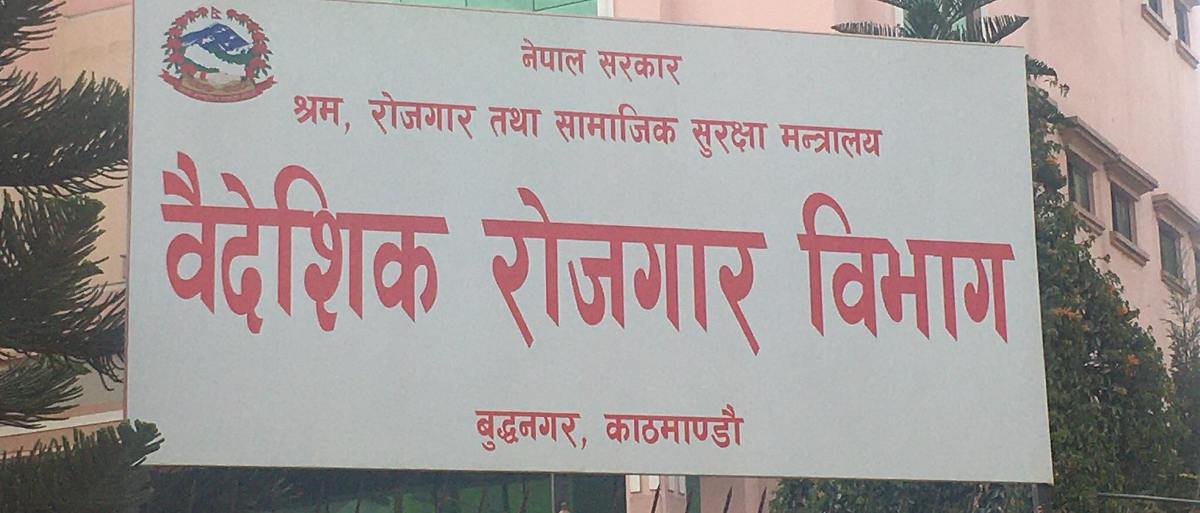 नेपाल सरकार
श्रम, रोजगार तथा सामाजिक सुरक्षा मन्त्रालय
वैदेशिक रोजगार विभाग
बुद्धनगर, काठमाण्डौ